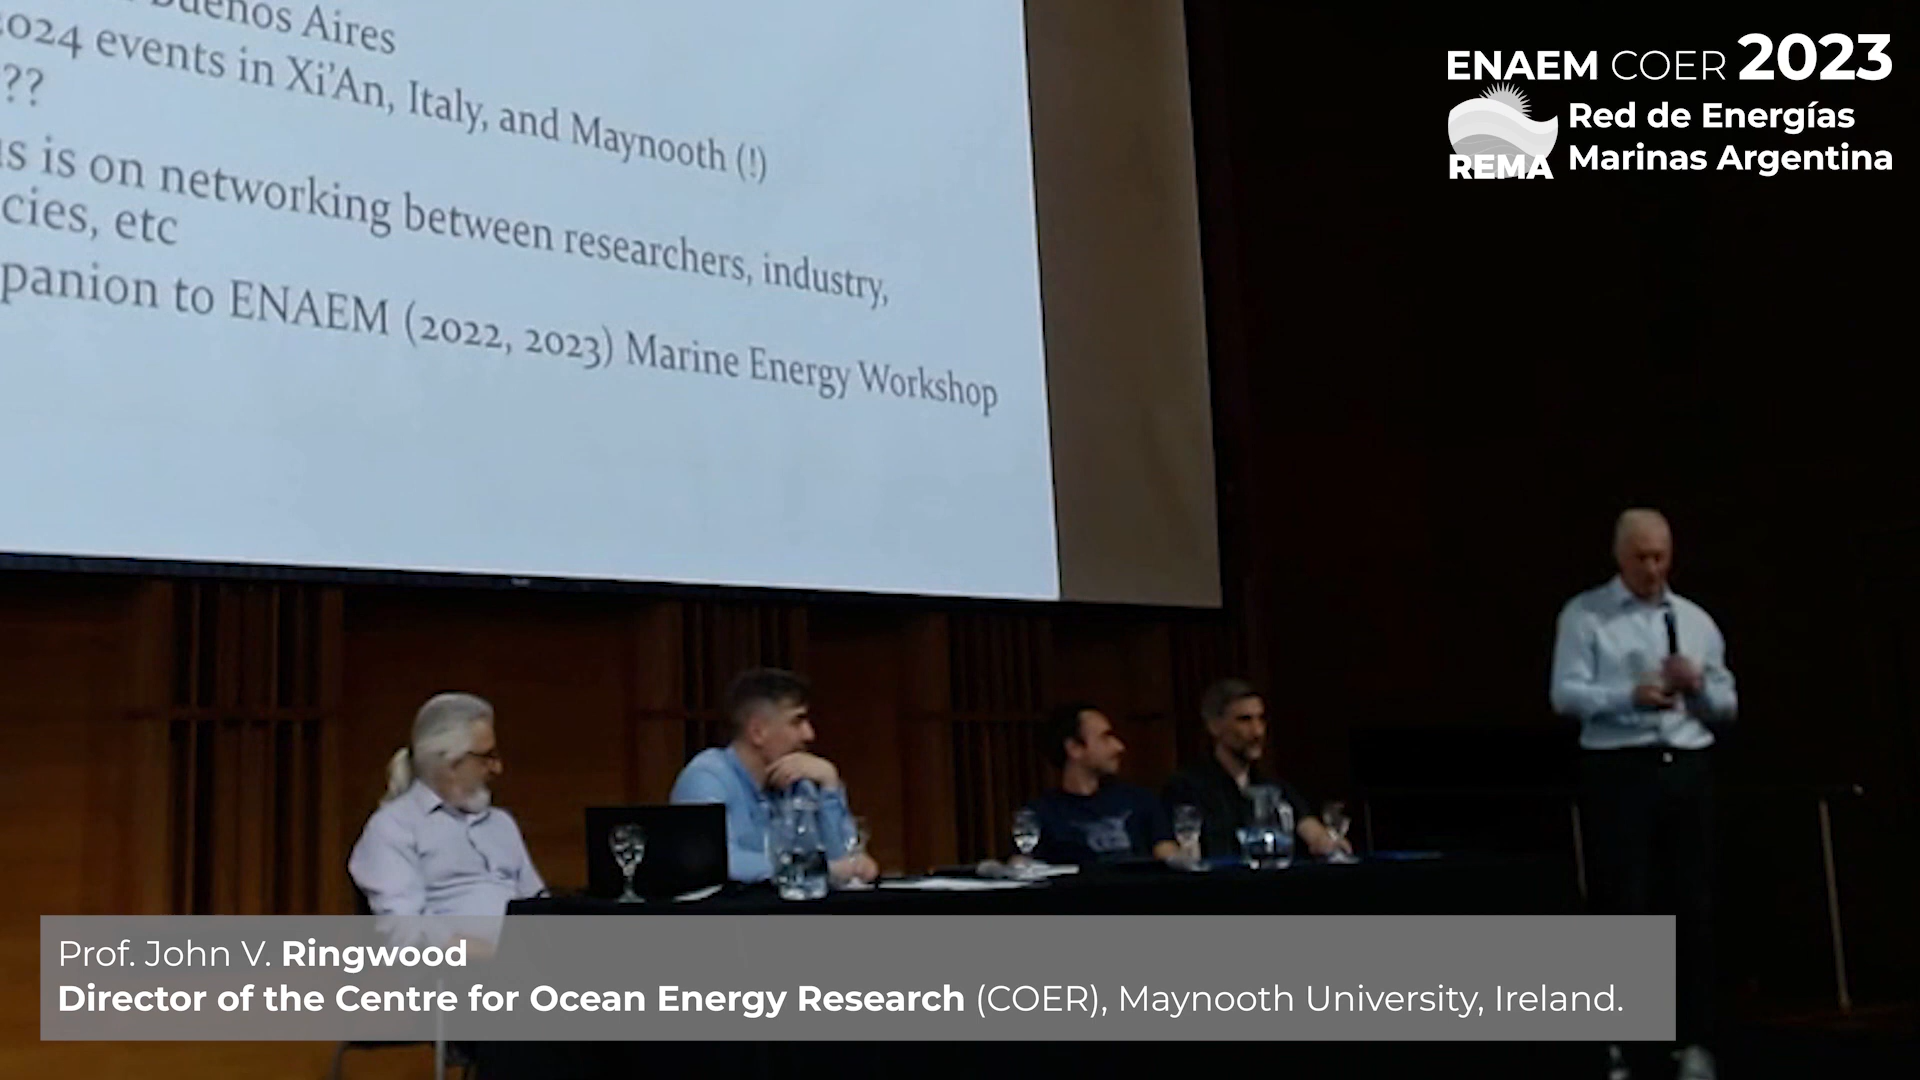 Buenos Aires
2024 events in Xi'An, Italy, and Maynooth (!)
??
is on networking between researchers, industry,
cies, etc
panion to ENAEM (2022, 2023) Marine Energy Workshop
ENAEM COER 2023
REMA
Red de Energías
Marinas Argentina
Prof. John V. Ringwood
Director of the Centre for Ocean Energy Research (COER), Maynooth University, Ireland.